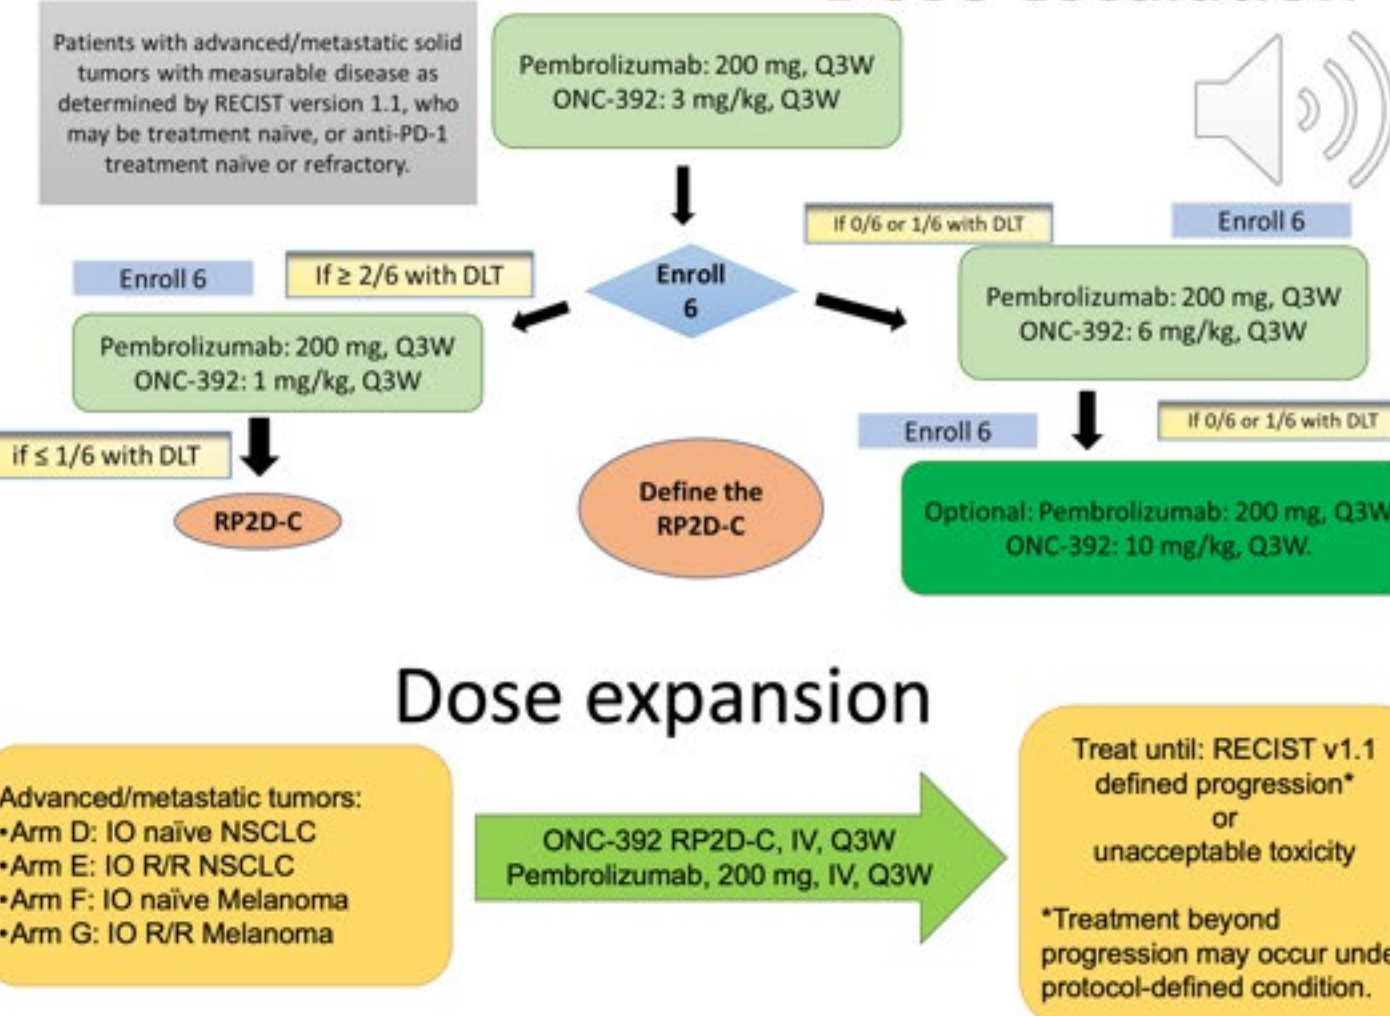 Dose escalation
Patients with advanced/metastatic solid
tumors with measurable disease as
determined by RECIST version 1.1, who
may be treatment naïve, or anti-PD-1
treatment naïve or refractory.
Pembrolizumab: 200 mg, Q3W
ONC-392: 3 mg/kg, Q3W
Enroll
6
If ≥ 2/6 with DLT
Enroll 6
Pembrolizumab: 200 mg, Q3W
ONC-392: 1 mg/kg, Q3W
if ≤ 1/6 with DLT
RP2D-C
If 0/6 or 1/6 with DLT
Enroll 6
Pembrolizumab: 200 mg, Q3W
ONC-392: 6 mg/kg, Q3W
Enroll 6
If 0/6 or 1/6 with DLT
Optional: Pembrolizumab: 200 mg, Q3W
ONC-392: 10 mg/kg, Q3W.
Define the
RP2D-C
Dose expansion
Advanced/metastatic tumors:
•Arm D: IO naïve NSCLC
•Arm E: IO R/R NSCLC
•Arm F: IO naïve Melanoma
•Arm G: IO R/R Melanoma
ONC-392 RP2D-C, IV, Q3W
Pembrolizumab, 200 mg, IV, Q3W
Treat until: RECIST v1.1
defined progression*
or
unacceptable toxicity
*Treatment beyond
progression may occur unde
protocol-defined condition.